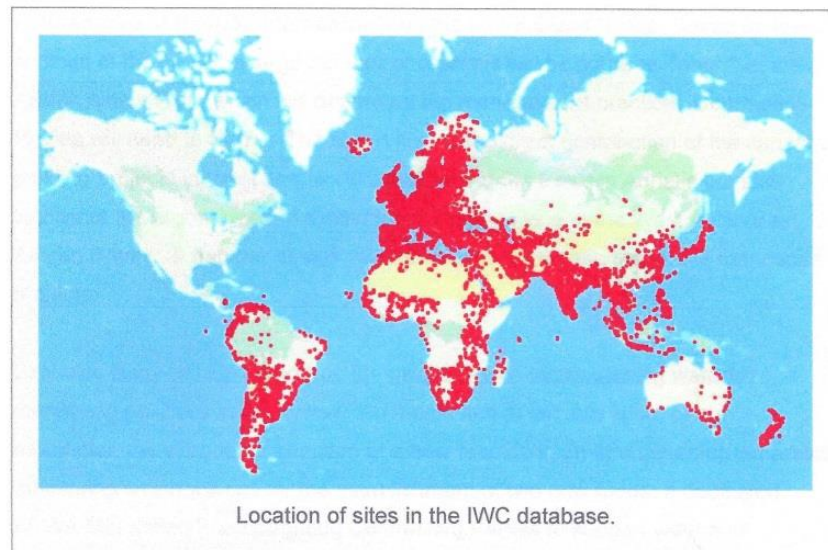 Location of sites in the IWC database.